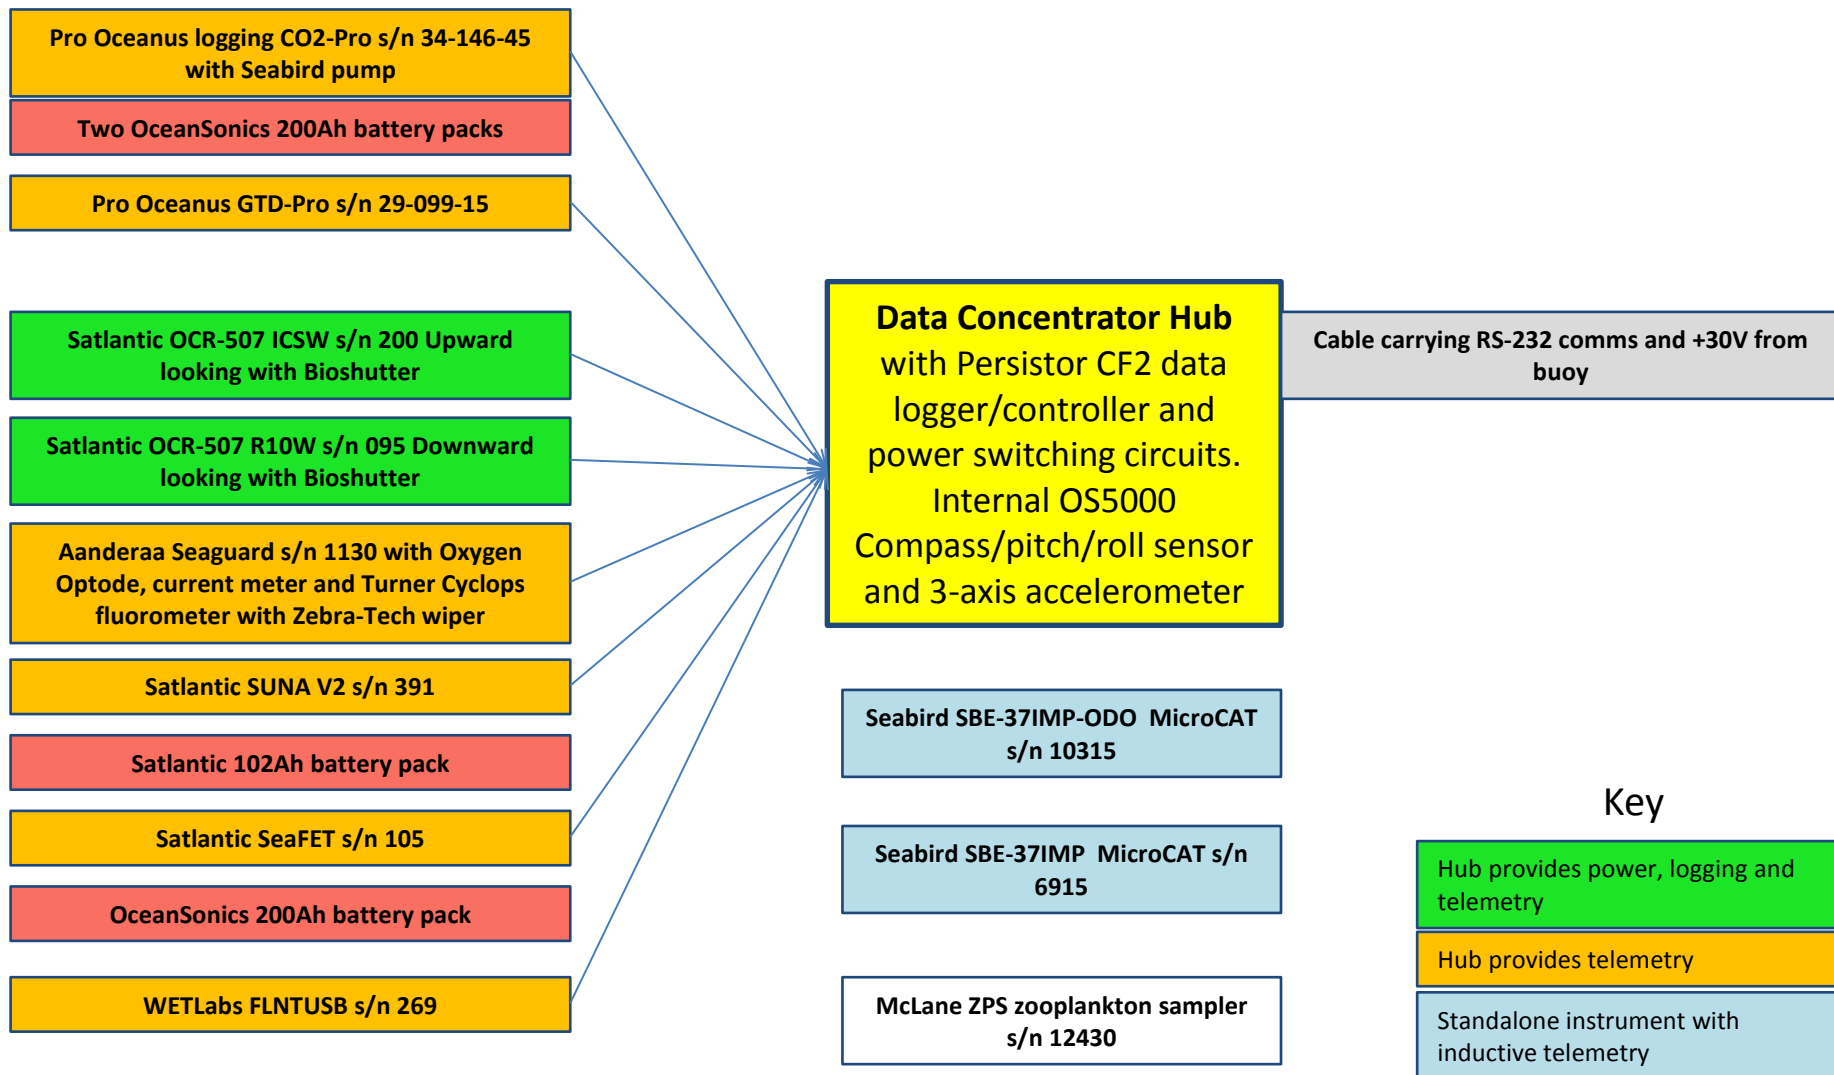 Pro Oceanus logging CO2-Pro s/n 34-146-45
with Seabird pump
Two OceanSonics 200Ah battery packs
Pro Oceanus GTD-Pro s/n 29-099-15
Satlantic OCR-507 ICSW s/n 200 Upward
looking with Bioshutter
Satlantic OCR-507 R10W s/n 095 Downward
looking with Bioshutter
Aanderaa Seaguard s/n 1130 with Oxygen
Optode, current meter and Turner Cyclops
fluorometer with Zebra-Tech wiper
Satlantic SUNA V2 s/n 391
Satlantic 102Ah battery pack
Satlantic SeaFET s/n 105
OceanSonics 200Ah battery pack
WETLabs FLNTUSB s/n 269
Data Concentrator Hub
with Persistor CF2 data
logger/controller and
power switching circuits.
Internal OS5000
Compass/pitch/roll sensor
and 3-axis accelerometer
Seabird SBE-37IMP-ODO  MicroCAT
s/n 10315
Seabird SBE-37IMP  MicroCAT s/n
6915
McLane ZPS zooplankton sampler
s/n 12430
Cable carrying RS-232 comms and +30V from
buoy
Key
Hub provides power, logging and
telemetry
Hub provides telemetry
Standalone instrument with
inductive telemetry